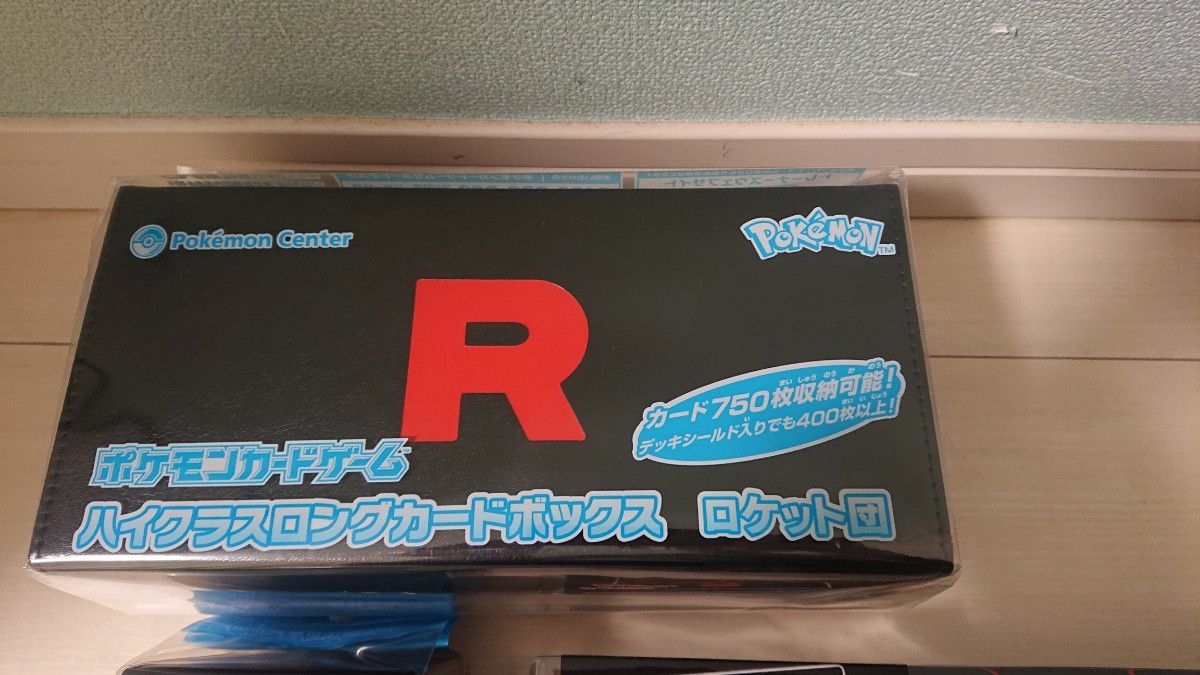 Pokémon Center
POKéMON TM
R
カード750枚収納可能!
デッキシールド入りでも400枚以上!
ポケモンカードゲーム
ハイクラスロングカードボックス ロケット団